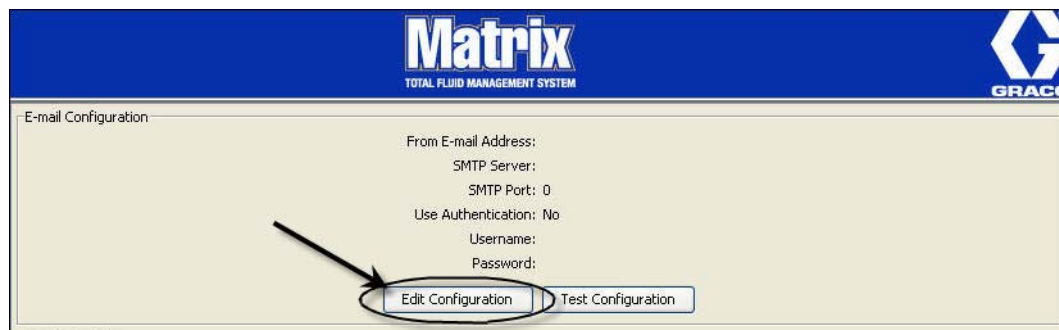 Matrix
TOTAL FLUID MANAGEMENT SYSTEM
GRACO
E-mail Configuration
From E-mail Address:
SMTP Server:
SMTP Port: 0
Use Authentication: No
Username:
Password:
Edit Configuration
Test Configuration